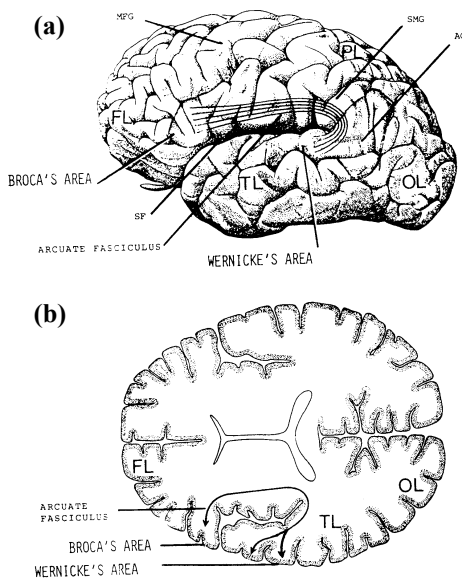 (a)
MFG
SMG
PL
FL
BROCA'S AREA
TL
OL
SF
ARCUATE FASCICULUS
WERNICKE'S AREA
(b)
FL
OL
ARCUATE
FASCICULUS
TL
BROCA'S AREA
WERNICKE'S AREA